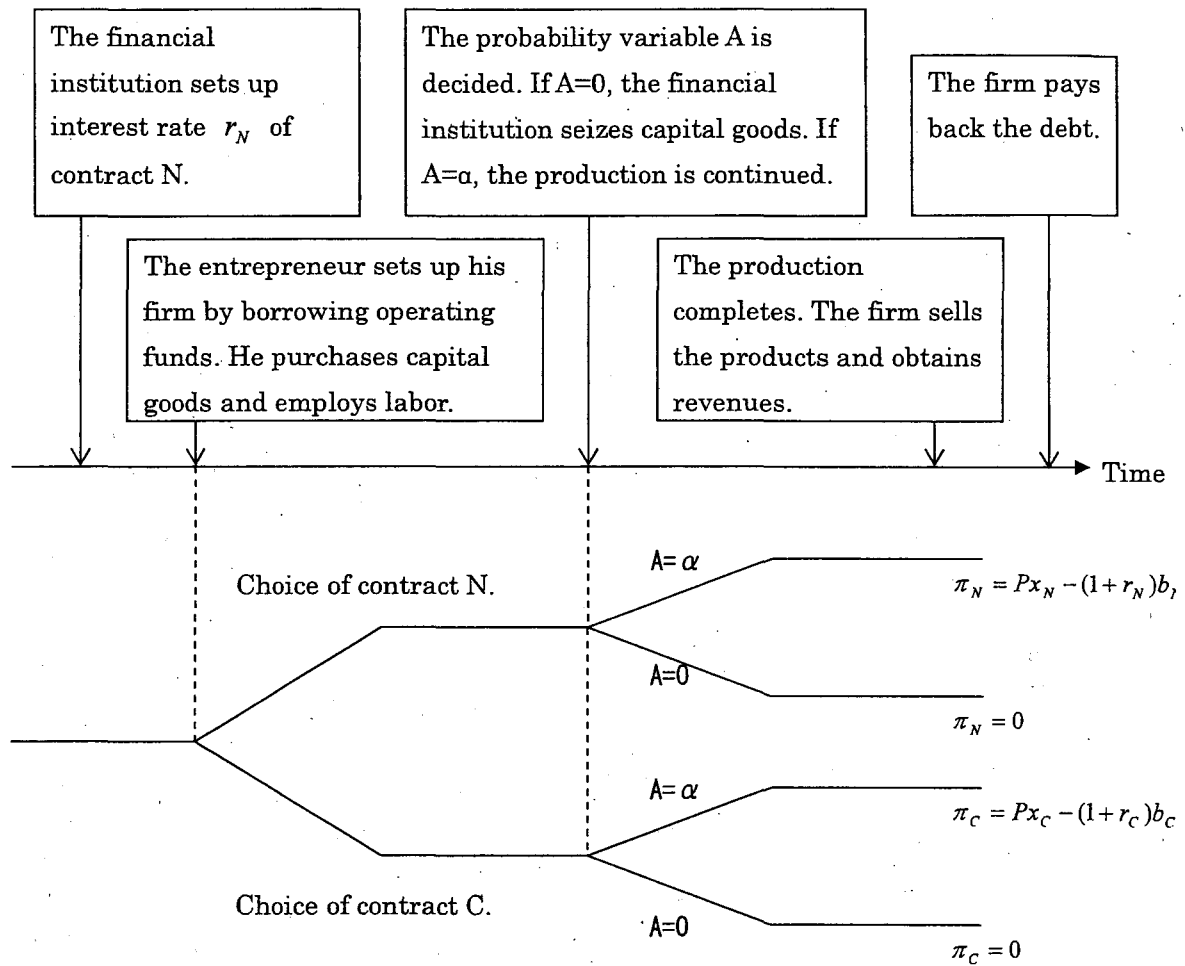 The financial
institution sets up
interest rate r_N of
contract N.
The probability variable A is
decided. If A=0, the financial
institution seizes capital goods. If
A=α, the production is continued.
The firm pays
back the debt.
The entrepreneur sets up his
firm by borrowing operating
funds. He purchases capital
goods and employs labor.
The production
completes. The firm sells
the products and obtains
revenues.
Time
Choice of contract N.
A= α
π_N = Px_N − (1 + r_N)b
A=0
π_N = 0
A= α
π_C = Px_C − (1 + r_C)b_C
Choice of contract C.
A=0
π_C = 0